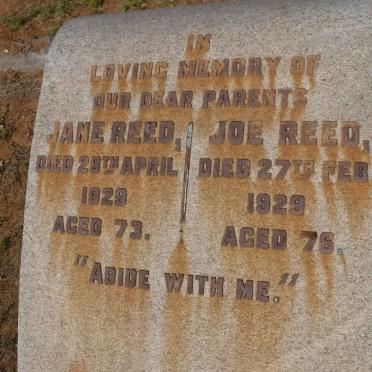 IN
LOVING MEMORY OF
OUR DEAR PARENTS
JANE REED,
DIED 28TH APRIL
1929
AGED 73.
JOE REED,
DIED 27TH FEB
1929
AGED 76.
"ABIDE WITH ME."